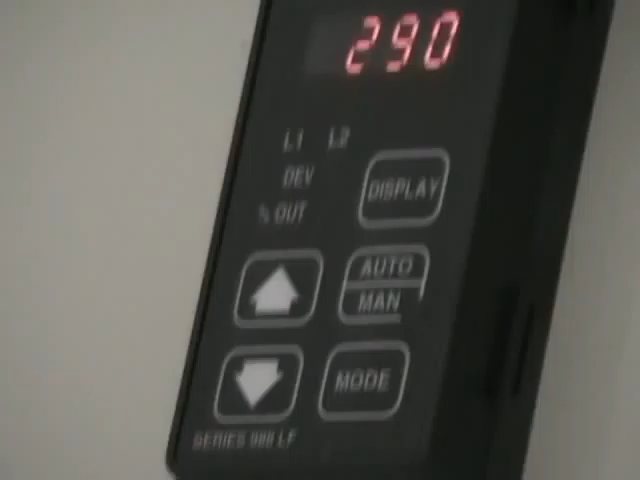 290
L1 L2
DEV
% OUT
DISPLAY
AUTO
MAN
MODE
SERIES 988 LF